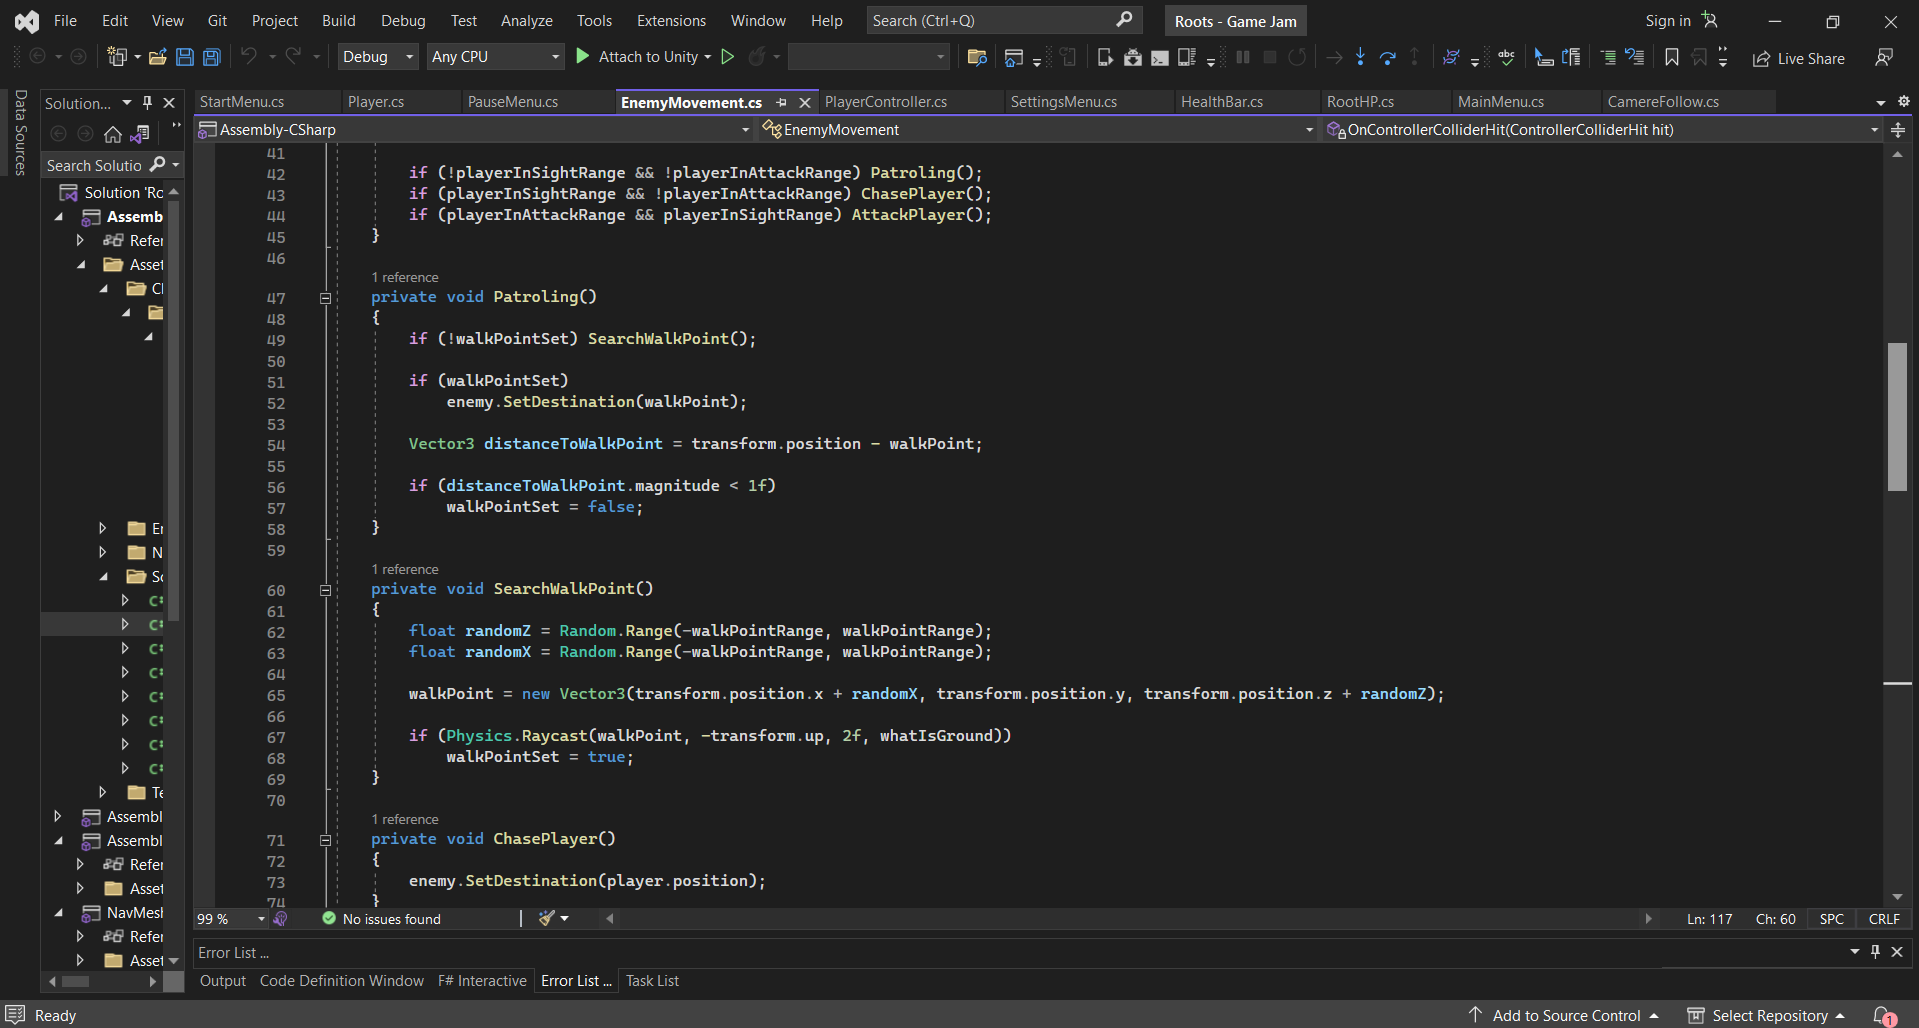 File Edit View Git Project Build Debug Test Analyze Tools Extensions Window Help Search (Ctrl+Q) Roots - Game Jam Sign in
Debug Any CPU Attach to Unity Live Share
Data Sources
Solution...
Search Solutio
Solution 'Ro
Assemb
Refer
Asset
Cl
Er
N
Sc
C#
C#
C#
C#
C#
C#
C#
C#
Te
Assembl
Assembl
Refer
Asset
NavMesh
Refer
Asset
StartMenu.cs Player.cs PauseMenu.cs EnemyMovement.cs PlayerController.cs SettingsMenu.cs HealthBar.cs RootHP.cs MainMenu.cs CamereFollow.cs
Assembly-CSharp EnemyMovement OnControllerColliderHit(ControllerColliderHit hit)
41
42 if (!playerInSightRange && !playerInAttackRange) Patroling();
43 if (playerInSightRange && !playerInAttackRange) ChasePlayer();
44 if (playerInAttackRange && playerInSightRange) AttackPlayer();
45 }
46
1 reference
47 private void Patroling()
48 {
49 if (!walkPointSet) SearchWalkPoint();
50
51 if (walkPointSet)
52 enemy.SetDestination(walkPoint);
53
54 Vector3 distanceToWalkPoint = transform.position - walkPoint;
55
56 if (distanceToWalkPoint.magnitude < 1f)
57 walkPointSet = false;
58 }
59
1 reference
60 private void SearchWalkPoint()
61 {
62 float randomZ = Random.Range(-walkPointRange, walkPointRange);
63 float randomX = Random.Range(-walkPointRange, walkPointRange);
64
65 walkPoint = new Vector3(transform.position.x + randomX, transform.position.y, transform.position.z + randomZ);
66
67 if (Physics.Raycast(walkPoint, -transform.up, 2f, whatIsGround))
68 walkPointSet = true;
69 }
70
1 reference
71 private void ChasePlayer()
72 {
73 enemy.SetDestination(player.position);
74 }
99 % No issues found Ln: 117 Ch: 60 SPC CRLF
Error List ...
Output Code Definition Window F# Interactive Error List ... Task List
Ready Add to Source Control Select Repository 1